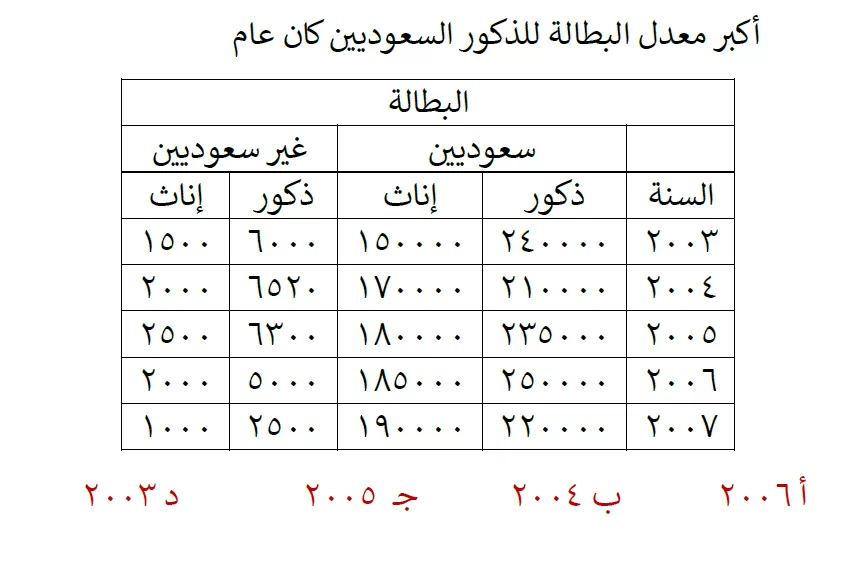 أكبر معدل البطالة للذكور السعوديين كان عام
البطالة
سعوديين غير سعوديين
السنة ذكور إناث ذكور إناث
٢٠٠٣ ٢٤٠٠٠٠ ١٥٠٠٠٠ ٦٠٠٠ ١٥٠٠
٢٠٠٤ ٢١٠٠٠٠ ١٧٠٠٠٠ ٦٥٢٠ ٢٠٠٠
٢٠٠٥ ٢٣٥٠٠٠ ١٨٠٠٠٠ ٦٣٠٠ ٢٥٠٠
٢٠٠٦ ٢٥٠٠٠٠ ١٨٥٠٠٠ ٥٠٠٠ ٢٠٠٠
٢٠٠٧ ٢٢٠٠٠٠ ١٩٠٠٠٠ ٢٥٠٠ ١٠٠٠
أ ٢٠٠٦ ب ٢٠٠٤ جـ ٢٠٠٥ د ٢٠٠٣